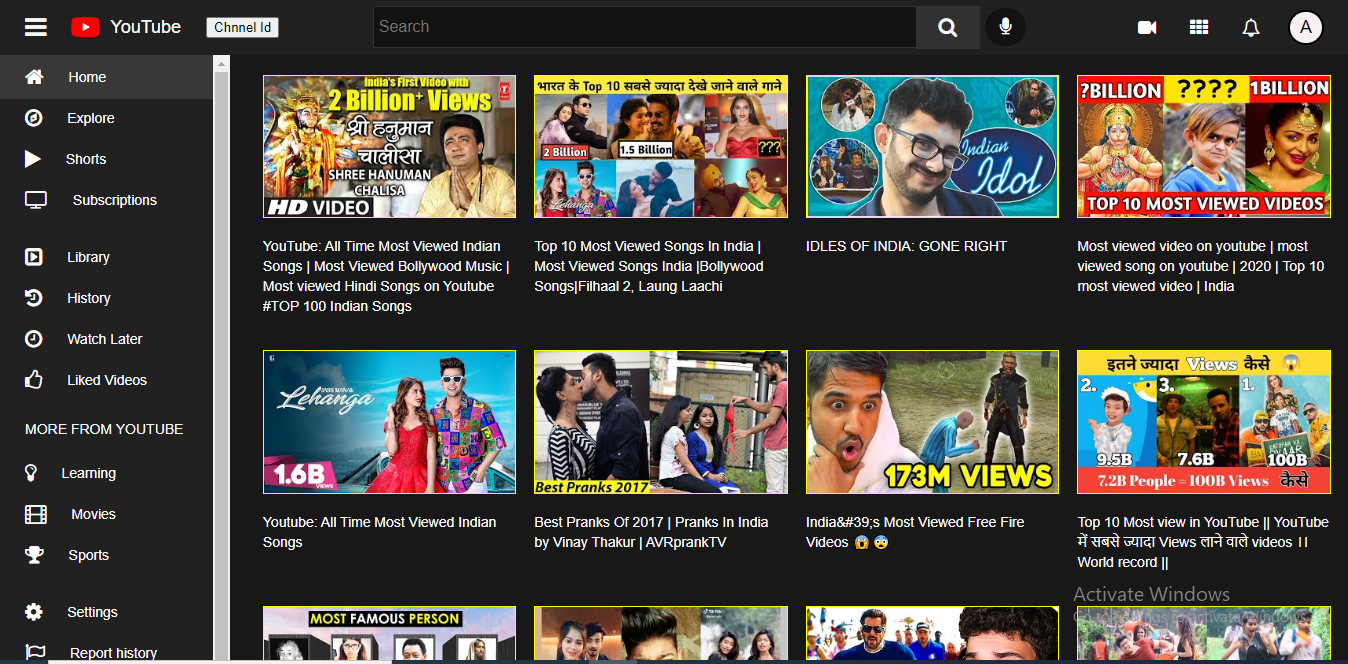 YouTube
Chnnel Id
Search
A
Home
Explore
Shorts
Subscriptions
Library
History
Watch Later
Liked Videos
MORE FROM YOUTUBE
Learning
Movies
Sports
Settings
Report history
India's First Video with
2 Billion+ Views
श्री हनुमान
चालीसा
SHREE HANUMAN
CHALISA
HD VIDEO
YouTube: All Time Most Viewed Indian
Songs | Most Viewed Bollywood Music |
Most viewed Hindi Songs on Youtube
#TOP 100 Indian Songs
भारत के Top 10 सबसे ज्यादा देखे जाने वाले गाने
2 Billion
1.5 Billion
???
Lehanga
Top 10 Most Viewed Songs In India |
Most Viewed Songs India |Bollywood
Songs|Filhaal 2, Laung Laachi
Indian
Idol
IDLES OF INDIA: GONE RIGHT
?BILLION
????
1BILLION
TOP 10 MOST VIEWED VIDEOS
Most viewed video on youtube | most
viewed song on youtube | 2020 | Top 10
most viewed video | India
Lehanga
1.6B
VIEWS
Youtube: All Time Most Viewed Indian
Songs
Best Pranks 2017
Best Pranks Of 2017 | Pranks In India
by Vinay Thakur | AVRprankTV
173M VIEWS
India&#39;s Most Viewed Free Fire
Videos 😱 😨
इतने ज्यादा Views कैसे 😱
2.
3.
1.
9.5B
7.6B
100B
7.2B People = 100B Views कैसे
Top 10 Most view in YouTube || YouTube
में सबसे ज्यादा Views लाने वाले videos ।।
World record ||
MOST FAMOUS PERSON
Activate Windows